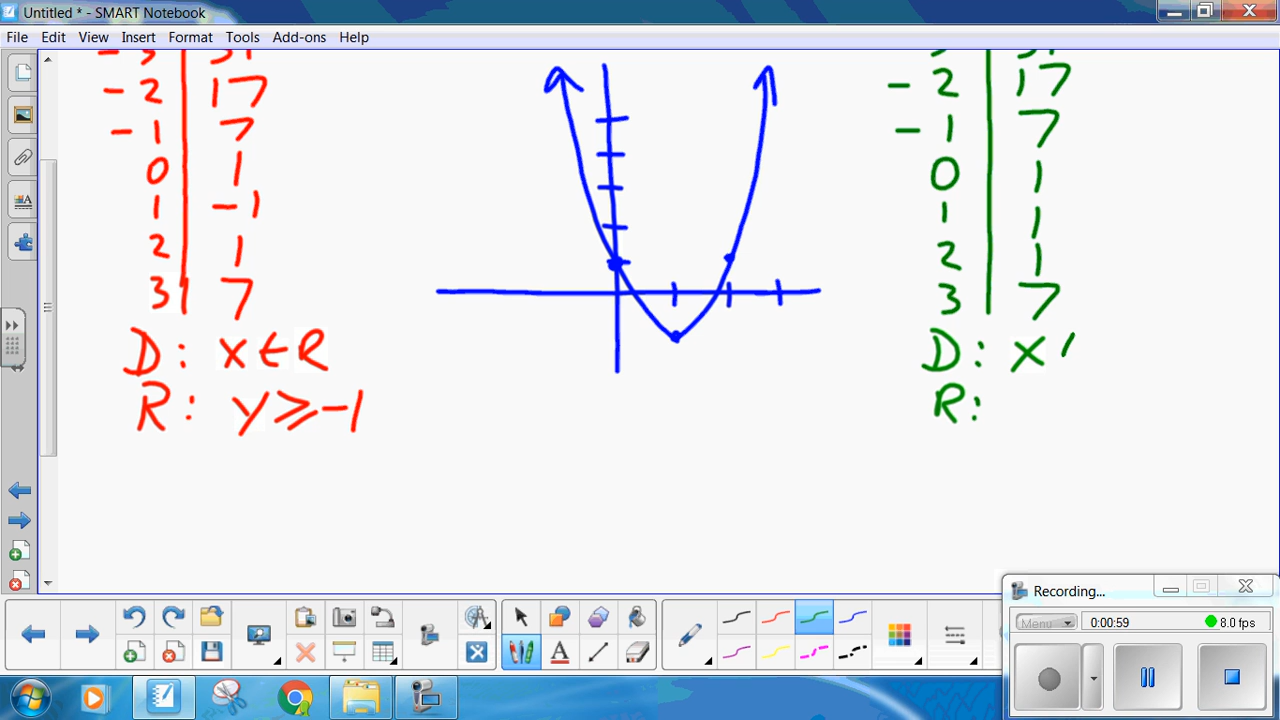 Untitled * - SMART Notebook
File Edit View Insert Format Tools Add-ons Help
-2 17
-1 7
0 1
1 -1
2 1
3 7
D: x ∈ R
R: y ≥ -1
-2 17
-1 7
0 1
1 1
2 1
3 7
D: x
R:
Recording...
Menu 0:00:59 8.0 fps